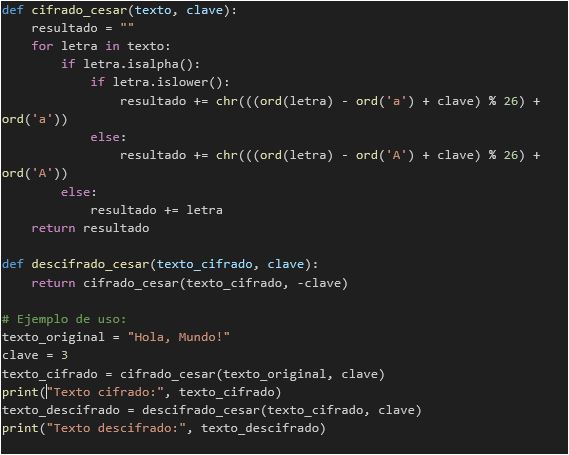 def cifrado_cesar(texto, clave):
    resultado = ""
    for letra in texto:
        if letra.isalpha():
            if letra.islower():
                resultado += chr(((ord(letra) - ord('a') + clave) % 26) +
ord('a'))
            else:
                resultado += chr(((ord(letra) - ord('A') + clave) % 26) +
ord('A'))
        else:
            resultado += letra
    return resultado

def descifrado_cesar(texto_cifrado, clave):
    return cifrado_cesar(texto_cifrado, -clave)

# Ejemplo de uso:
texto_original = "Hola, Mundo!"
clave = 3
texto_cifrado = cifrado_cesar(texto_original, clave)
print("Texto cifrado:", texto_cifrado)
texto_descifrado = descifrado_cesar(texto_cifrado, clave)
print("Texto descifrado:", texto_descifrado)